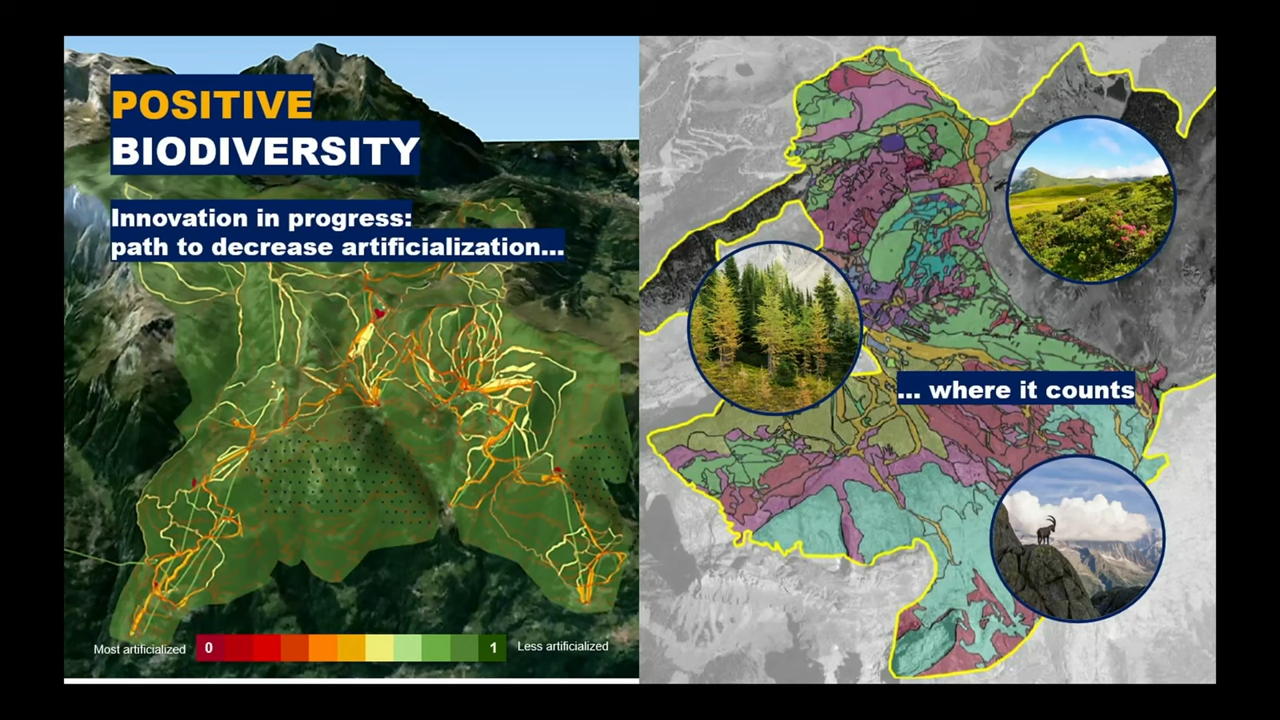 POSITIVE
BIODIVERSITY
Innovation in progress:
path to decrease artificialization...
... where it counts
Most artificialized
0
1
Less artificialized